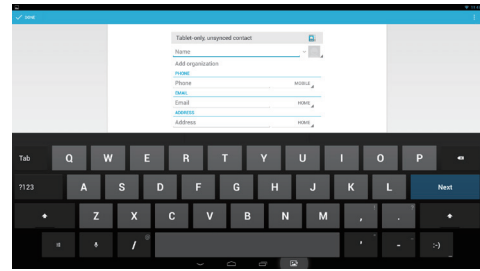 DONE
Tablet-only, unsynced contact
Name
Add organization
PHONE
Phone MOBILE
EMAIL
Email HOME
ADDRESS
Address HOME
Tab Q W E R T Y U I O P
?123 A S D F G H J K L Next
Z X C V B N M , ! . ?
/ @ ' - :-)